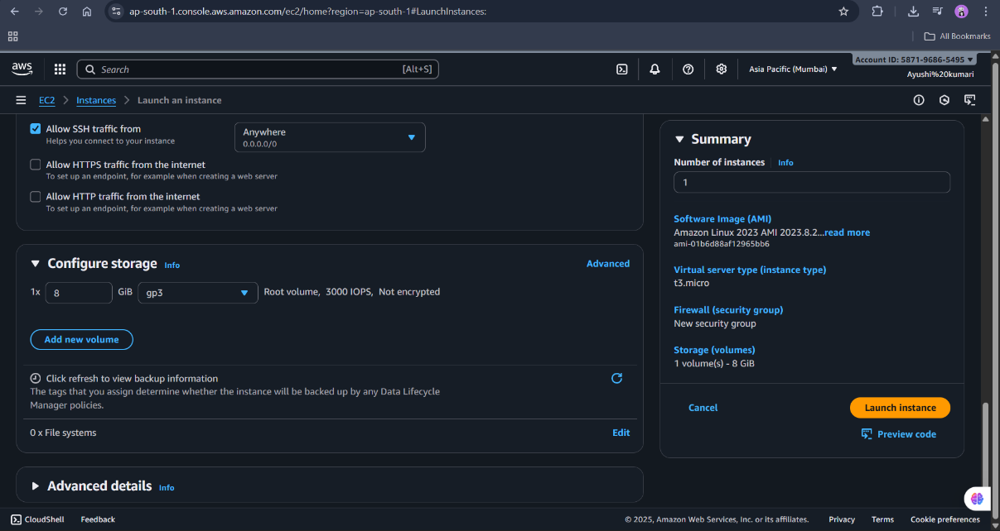 ap-south-1.console.aws.amazon.com/ec2/home?region=ap-south-1#LaunchInstances:
All Bookmarks
aws
Search
[Alt+S]
Asia Pacific (Mumbai)
Account ID: 5871-9686-5495
Ayushi%20kumari
EC2
Instances
Launch an instance
Allow SSH traffic from
Helps you connect to your instance
Anywhere
0.0.0.0/0
Allow HTTPS traffic from the internet
To set up an endpoint, for example when creating a web server
Allow HTTP traffic from the internet
To set up an endpoint, for example when creating a web server
Configure storage Info
Advanced
1x 8 GiB gp3 Root volume, 3000 IOPS, Not encrypted
Add new volume
Click refresh to view backup information
The tags that you assign determine whether the instance will be backed up by any Data Lifecycle
Manager policies.
0 x File systems
Edit
Advanced details Info
Summary
Number of instances Info
1
Software Image (AMI)
Amazon Linux 2023 AMI 2023.8.2...read more
ami-01b6d88af12965bb6
Virtual server type (instance type)
t3.micro
Firewall (security group)
New security group
Storage (volumes)
1 volume(s) - 8 GiB
Cancel
Launch instance
Preview code
CloudShell Feedback
© 2025, Amazon Web Services, Inc. or its affiliates. Privacy Terms Cookie preferences